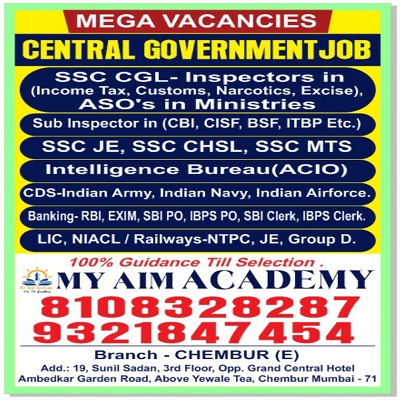 MEGA VACANCIES
CENTRAL GOVERNMENT JOB
SSC CGL- Inspectors in
(Income Tax, Customs, Narcotics, Excise),
ASO's in Ministries
Sub Inspector in (CBI, CISF, BSF, ITBP Etc.)
SSC JE, SSC CHSL, SSC MTS
Intelligence Bureau(ACIO)
CDS-Indian Army, Indian Navy, Indian Airforce.
Banking- RBI, EXIM, SBI PO, IBPS PO, SBI Clerk, IBPS Clerk.
LIC, NIACL / Railways-NTPC, JE, Group D.
100% Guidance Till Selection .
MY AIM ACADEMY
8108328287
9321847454
Branch - CHEMBUR (E)
Add.: 19, Sunil Sadan, 3rd Floor, Opp. Grand Central Hotel
Ambedkar Garden Road, Above Yewale Tea, Chembur Mumbai - 71